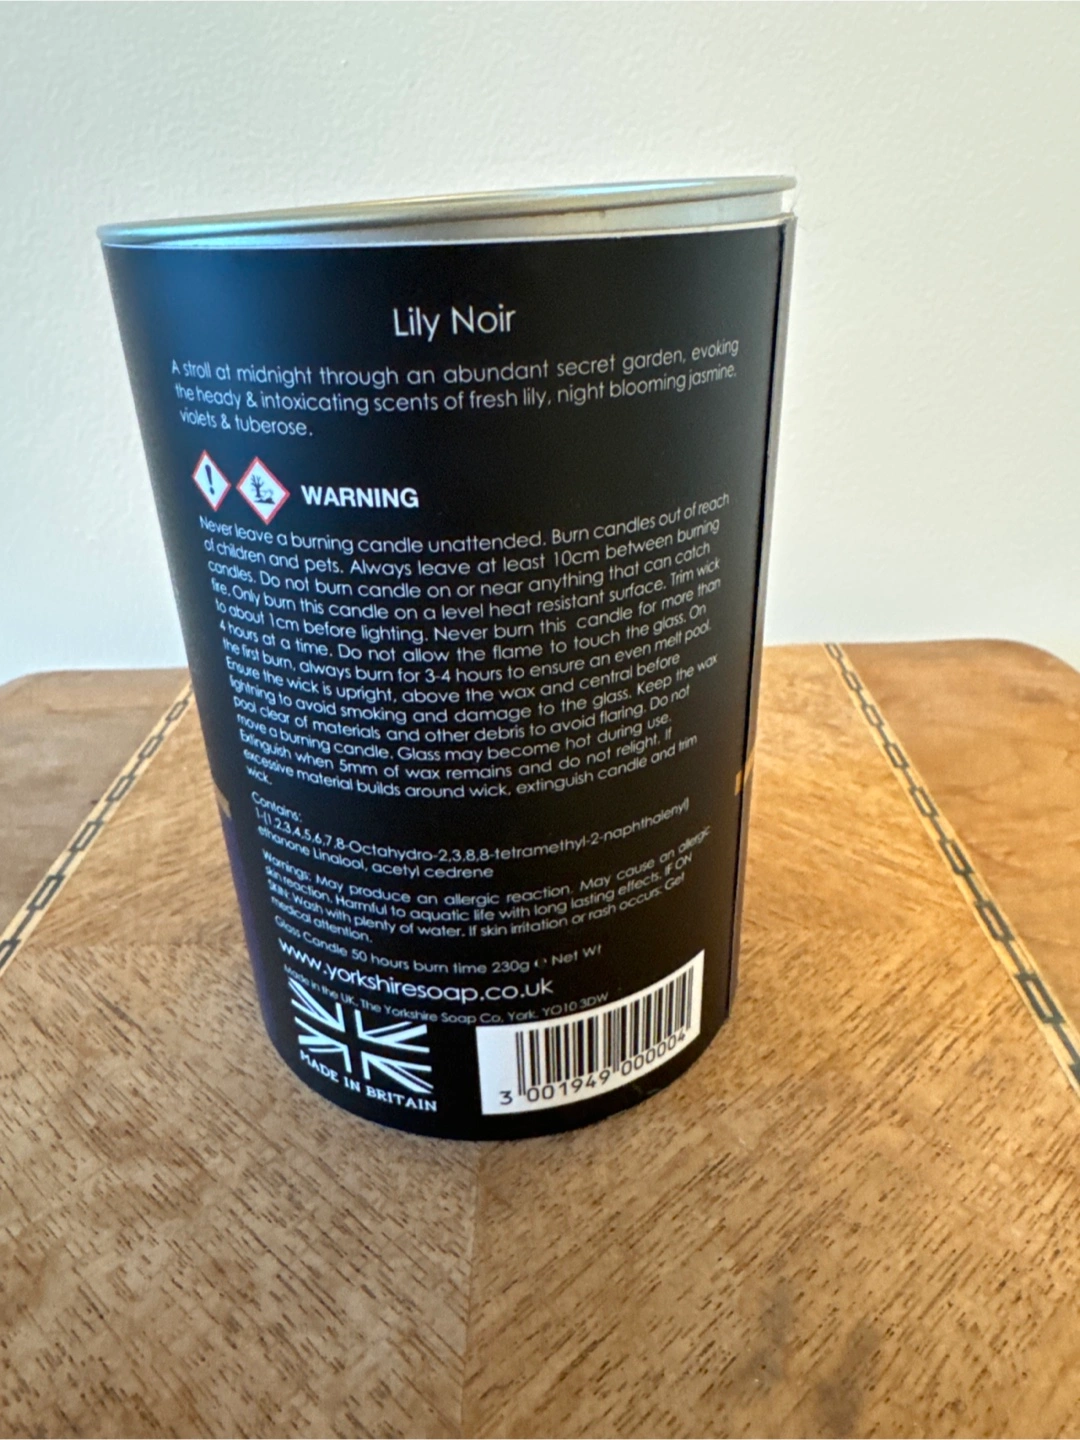 Lily Noir
A stroll at midnight through an abundant secret garden, evoking
the heady & intoxicating scents of fresh lily, night blooming jasmine,
violets & tuberose.
WARNING
Never leave a burning candle unattended. Burn candles out of reach
of children and pets. Always leave at least 10cm between burning
candles. Do not burn candle on or near anything that can catch
fire. Only burn this candle on a level heat resistant surface. Trim wick
to about 1cm before lighting. Never burn this candle for more than
4 hours at a time. Do not allow the flame to touch the glass. On
the first burn, always burn for 3-4 hours to ensure an even melt pool.
Ensure the wick is upright, above the wax and central before
lightning to avoid smoking and damage to the glass. Keep the wax
pool clear of materials and other debris to avoid flaring. Do not
move a burning candle. Glass may become hot during use.
Extinguish when 5mm of wax remains and do not relight. If
excessive material builds around wick, extinguish candle and trim
wick.
Contains:
1-(1,2,3,4,5,6,7,8-Octahydro-2,3,8,8-tetramethyl-2-naphthalenyl)
ethanone Linalool, acetyl cedrene
Warnings: May produce an allergic reaction. May cause an allergic
skin reaction. Harmful to aquatic life with long lasting effects. IF ON
SKIN: Wash with plenty of water. If skin irritation or rash occurs: Get
medical attention.
Glass Candle 50 hours burn time 230g ℮ Net Wt
www.yorkshiresoap.co.uk
Made in the UK. The Yorkshire Soap Co, York. YO10 3DW
MADE IN BRITAIN
3 001949 000004